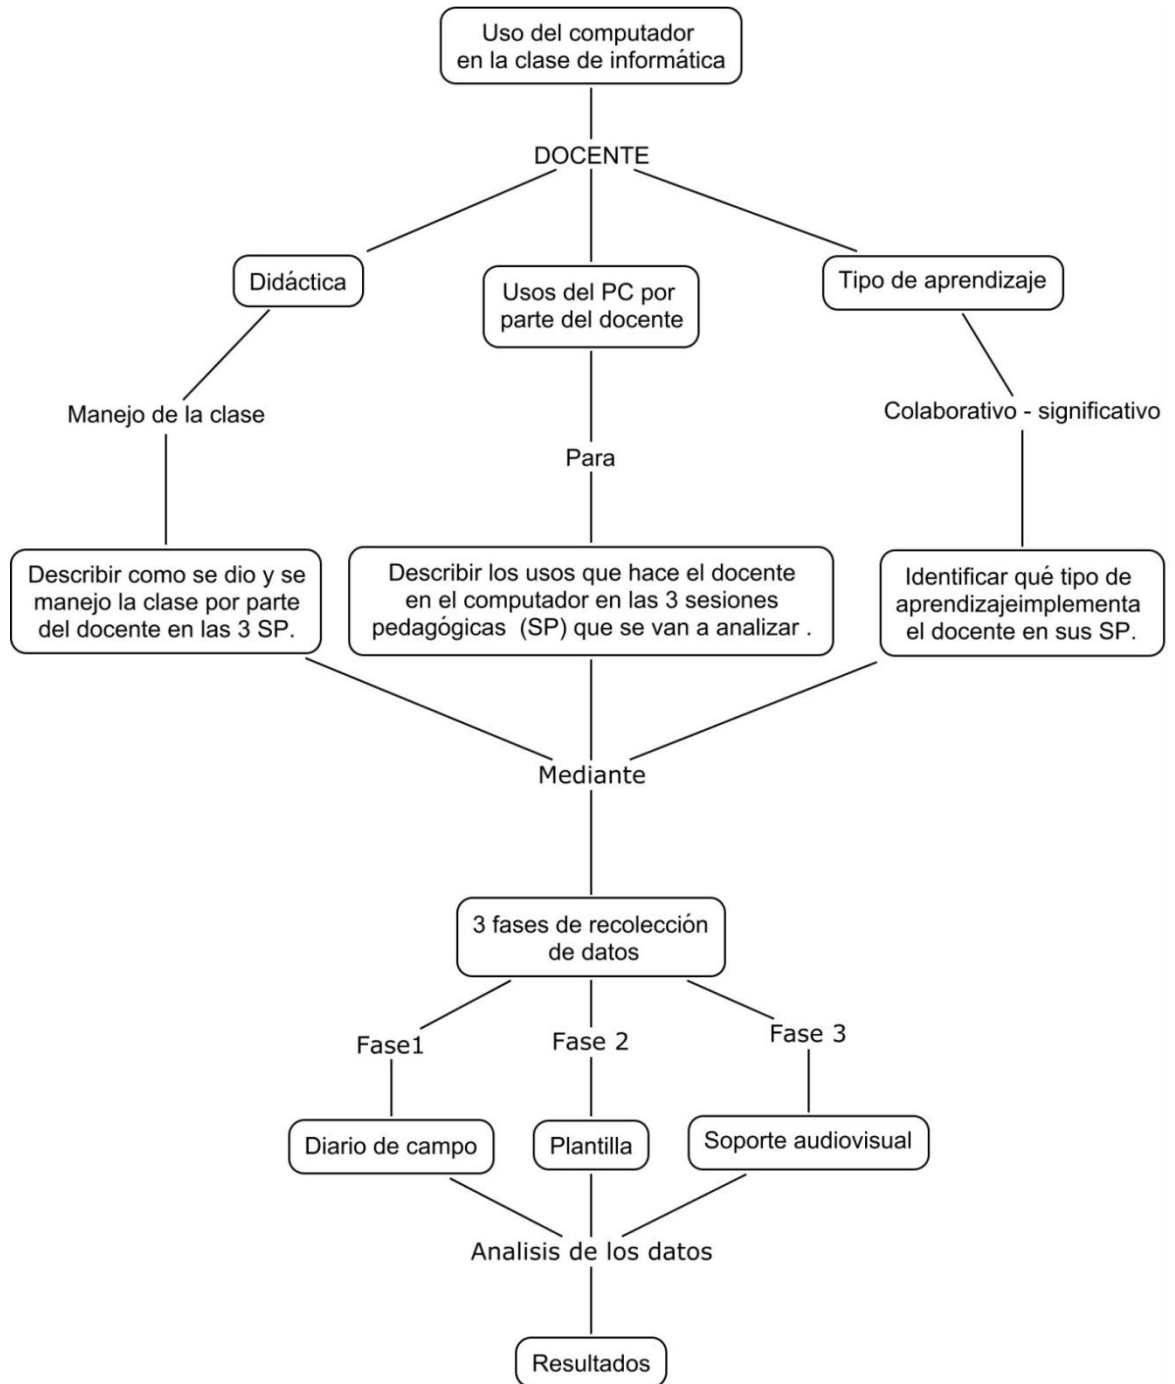 Uso del computador
en la clase de informática
DOCENTE
Didáctica
Usos del PC por
parte del docente
Tipo de aprendizaje
Manejo de la clase
Para
Colaborativo - significativo
Describir como se dio y se
manejo la clase por parte
del docente en las 3 SP.
Describir los usos que hace el docente
en el computador en las 3 sesiones
pedagógicas (SP) que se van a analizar .
Identificar qué tipo de
aprendizajeimplementa
el docente en sus SP.
Mediante
3 fases de recolección
de datos
Fase1
Fase 2
Fase 3
Diario de campo
Plantilla
Soporte audiovisual
Analisis de los datos
Resultados